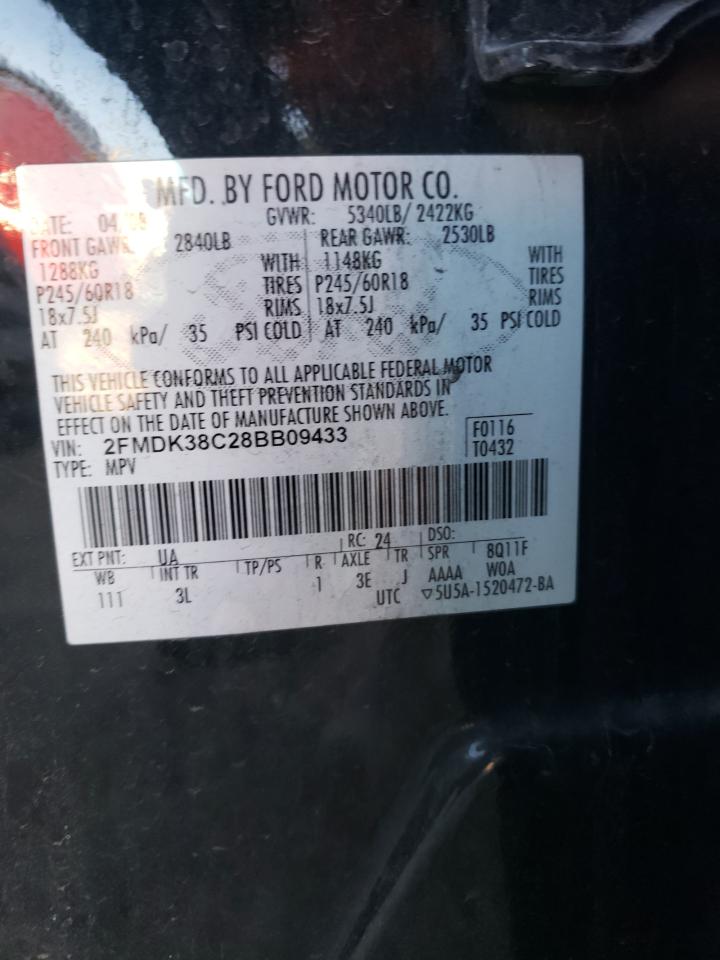 MFD. BY FORD MOTOR CO.
DATE: 04/08 GVWR: 5340LB/ 2422KG
FRONT GAWR: 2840LB REAR GAWR: 2530LB
1288KG WITH 1148KG WITH
P245/60R18 TIRES P245/60R18 TIRES
18x7.5J RIMS 18x7.5J RIMS
AT 240 kPa/ 35 PSI COLD AT 240 kPa/ 35 PSI COLD
THIS VEHICLE CONFORMS TO ALL APPLICABLE FEDERAL MOTOR
VEHICLE SAFETY AND THEFT PREVENTION STANDARDS IN
EFFECT ON THE DATE OF MANUFACTURE SHOWN ABOVE.
VIN: 2FMDK38C28BB09433 F0116
TYPE: MPV T0432
EXT PNT: UA RC: 24 DSO:
WB INT TR TP/PS R AXLE TR SPR 8Q11F
111 3L 1 3E J AAAA W0A
UTC ▽5U5A-1520472-BA